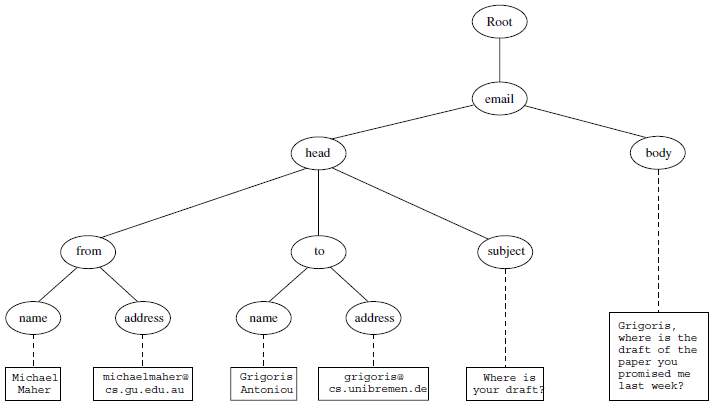 Root
email
head
body
from
to
subject
name
address
name
address
Michael
Maher
michaelmaher@
cs.gu.edu.au
Grigoris
Antoniou
grigoris@
cs.unibremen.de
Where is
your draft?
Grigoris,
where is the
draft of the
paper you
promised me
last week?